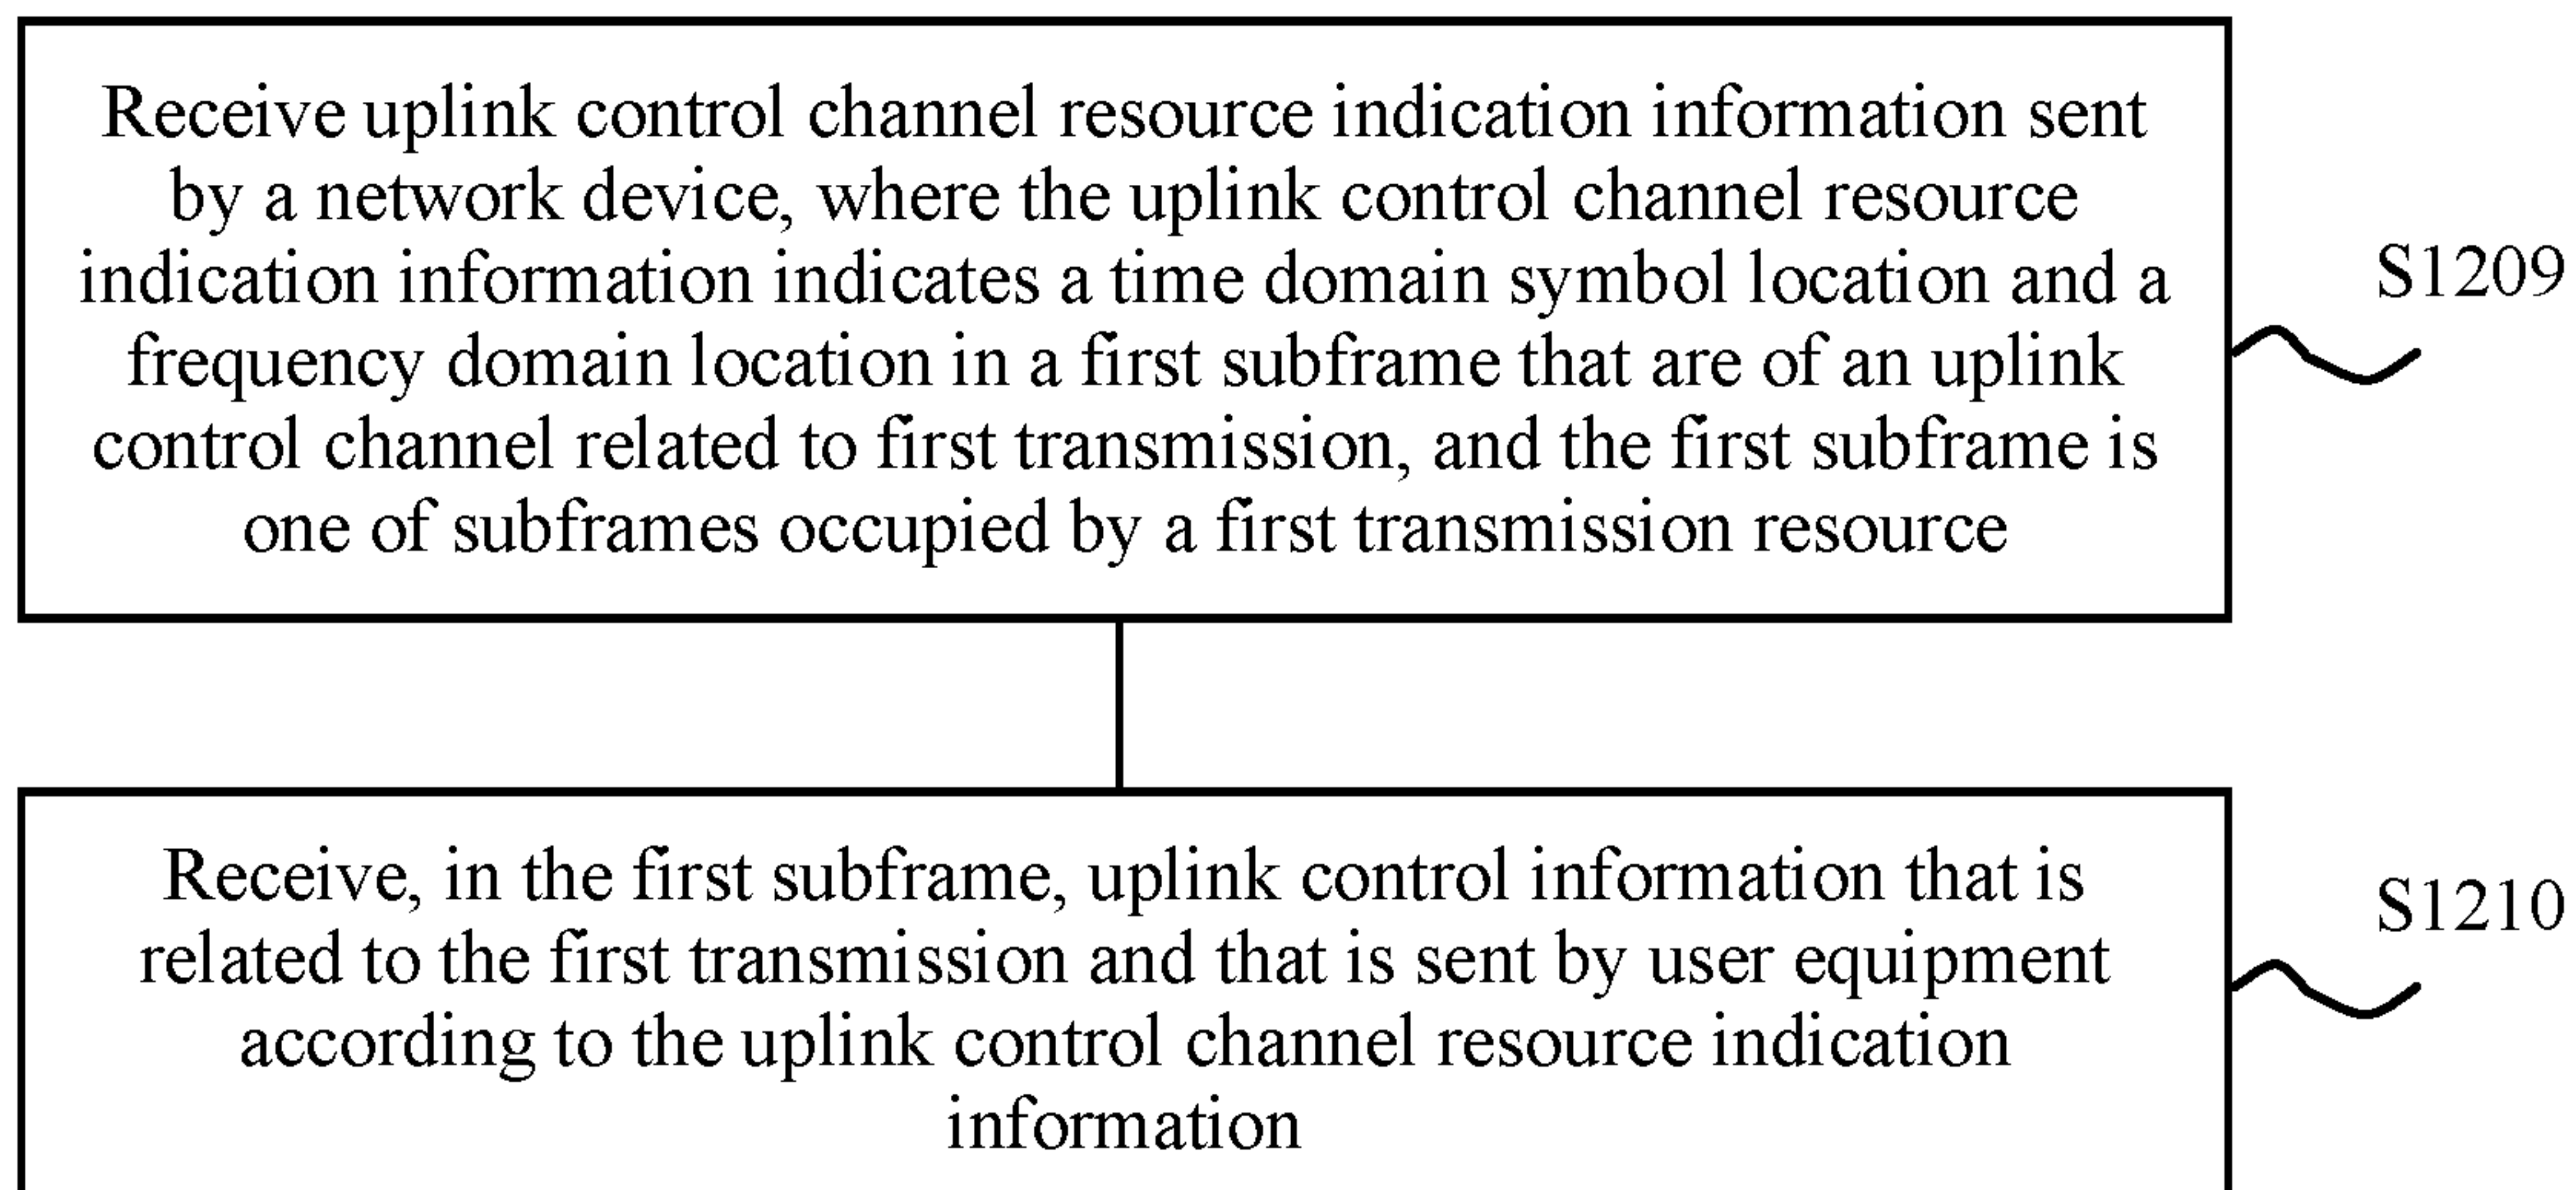 Receive uplink control channel resource indication information sent
by a network device, where the uplink control channel resource
indication information indicates a time domain symbol location and a
frequency domain location in a first subframe that are of an uplink
control channel related to first transmission, and the first subframe is
one of subframes occupied by a first transmission resource
S1209
Receive, in the first subframe, uplink control information that is
related to the first transmission and that is sent by user equipment
according to the uplink control channel resource indication
information
S1210